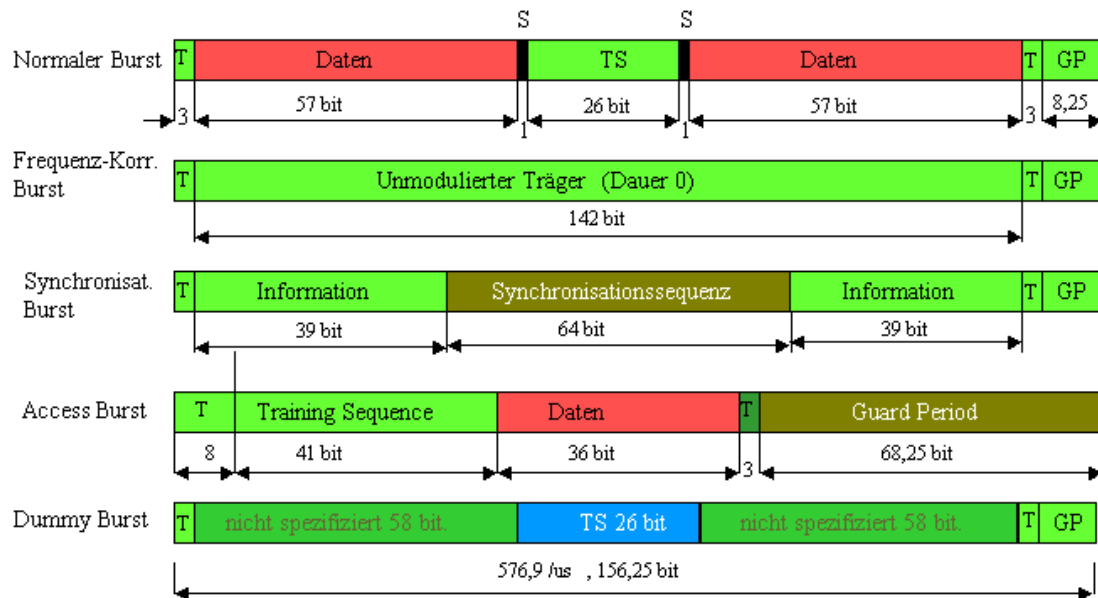 S S
Normaler Burst T Daten TS Daten T GP
3 57 bit 1 26 bit 1 57 bit 3 8,25
Frequenz-Korr.
Burst
T Unmodulierter Träger (Dauer 0) T GP
142 bit
Synchronisat.
Burst
T Information Synchronisationssequenz Information T GP
39 bit 64 bit 39 bit
Access Burst T Training Sequence Daten T Guard Period
8 41 bit 36 bit 3 68,25 bit
Dummy Burst T nicht spezifiziert 58 bit. TS 26 bit nicht spezifiziert 58 bit. T GP
576,9 /us , 156,25 bit